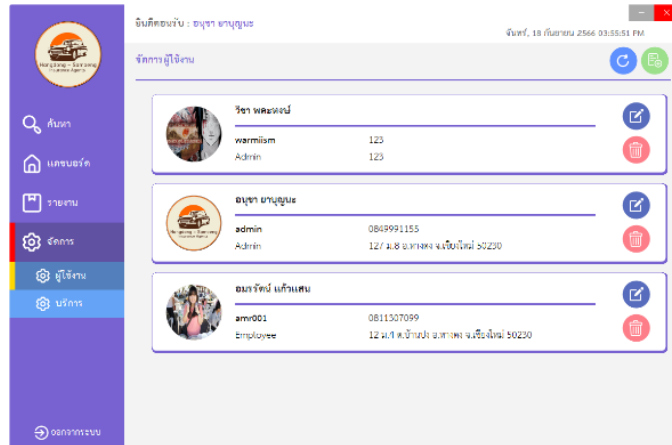 ยินดีตอนรับ : อนุชา ยาบุญนะ
จันทร์, 18 กันยายน 2566 03:55:51 PM
Hangdong - Samoeng
Insurance Agents
จัดการผู้ใช้งาน
ค้นหา
แดชบอร์ด
รายงาน
จัดการ
ผู้ใช้งาน
บริการ
ออกจากระบบ
วิชา พละหงษ์
warmiism 123
Admin 123
อนุชา ยาบุญนะ
admin 0849991155
Admin 127 ม.8 อ.หางดง จ.เชียงใหม่ 50230
อมรรัตน์ แก้วแสน
amr001 0811507099
Employee 12 ม.4 ต.บ้านปง อ.หางดง จ.เชียงใหม่ 50230